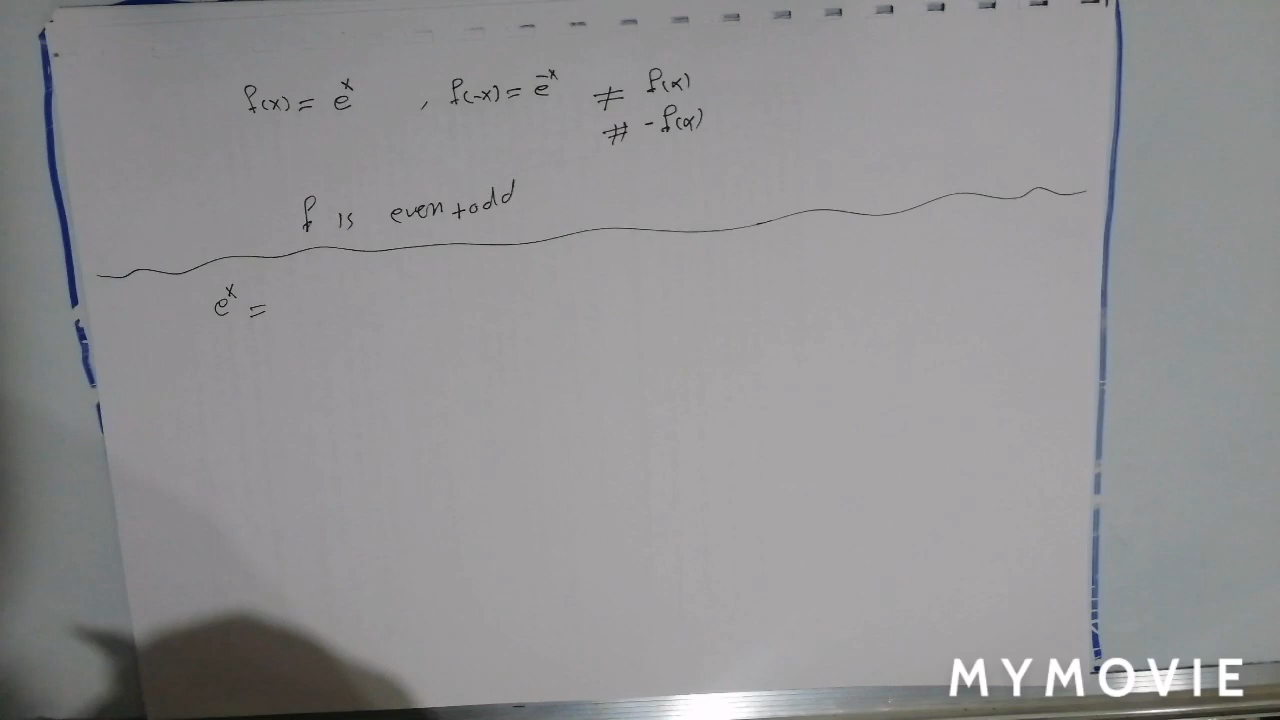 f(x) = e^x , f(-x) = e^-x ≠ f(x)
≠ -f(x)
f is even + odd
e^x =
MYMOVIE